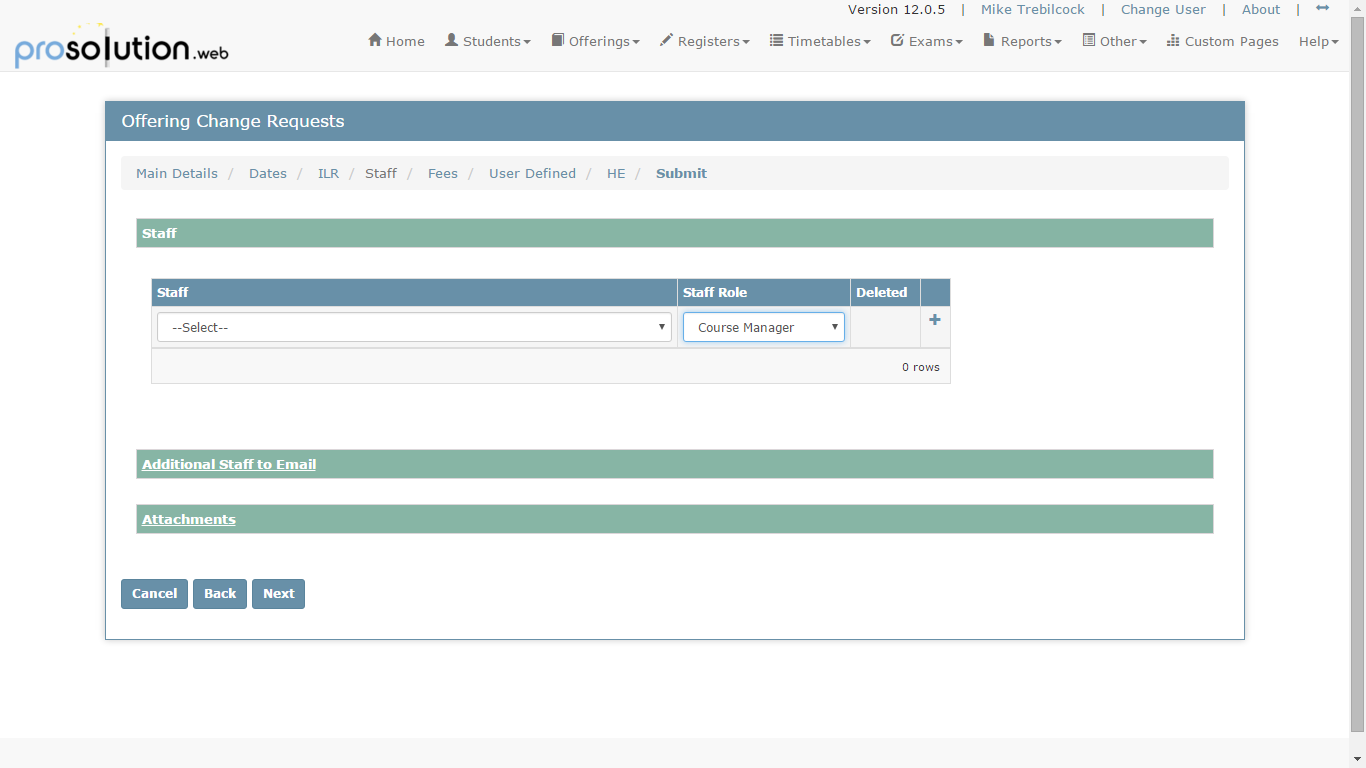 Version 12.0.5 | Mike Trebilcock | Change User | About |
prosolution.web
Home Students Offerings Registers Timetables Exams Reports Other Custom Pages Help
Offering Change Requests
Main Details / Dates / ILR / Staff / Fees / User Defined / HE / Submit
Staff
Staff Staff Role Deleted
--Select-- Course Manager
0 rows
Additional Staff to Email
Attachments
Cancel Back Next